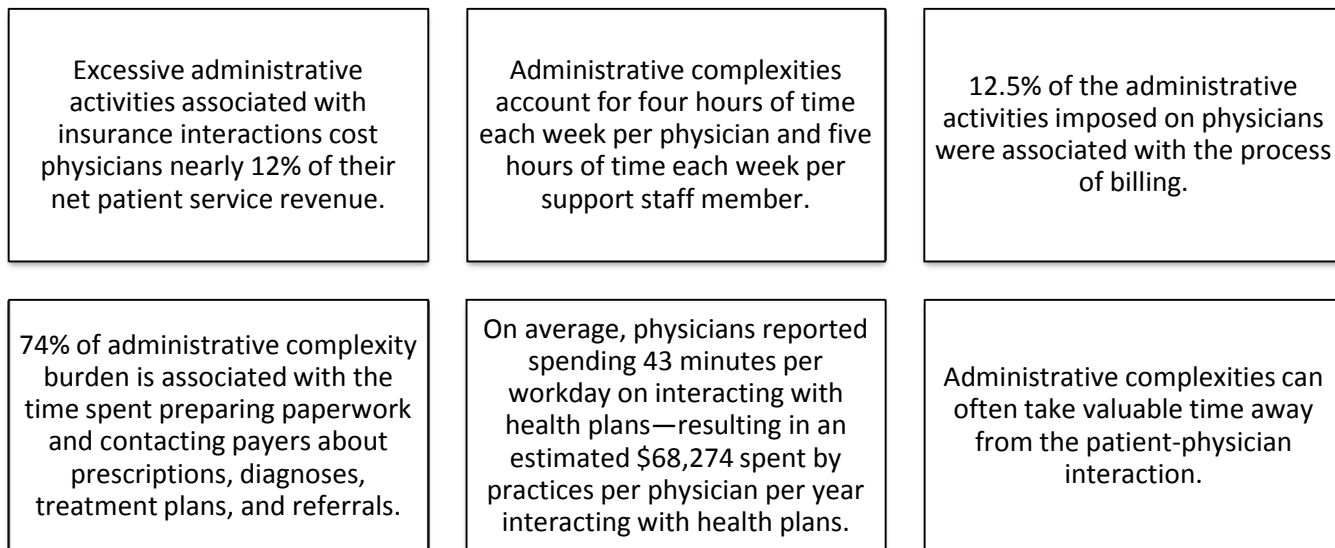 Excessive administrative
activities associated with
insurance interactions cost
physicians nearly 12% of their
net patient service revenue.
Administrative complexities
account for four hours of time
each week per physician and five
hours of time each week per
support staff member.
12.5% of the administrative
activities imposed on physicians
were associated with the process
of billing.
74% of administrative complexity
burden is associated with the
time spent preparing paperwork
and contacting payers about
prescriptions, diagnoses,
treatment plans, and referrals.
On average, physicians reported
spending 43 minutes per
workday on interacting with
health plans—resulting in an
estimated $68,274 spent by
practices per physician per year
interacting with health plans.
Administrative complexities can
often take valuable time away
from the patient-physician
interaction.